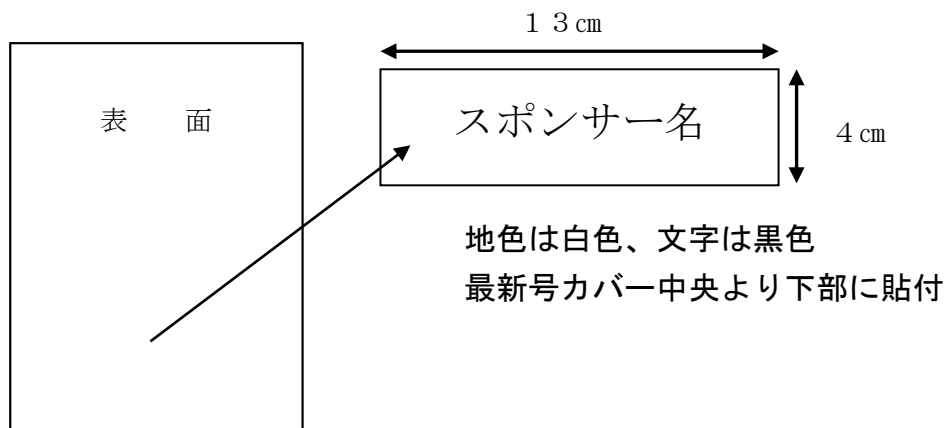 １３㎝
表　面
スポンサー名
４㎝
地色は白色、文字は黒色
最新号カバー中央より下部に貼付